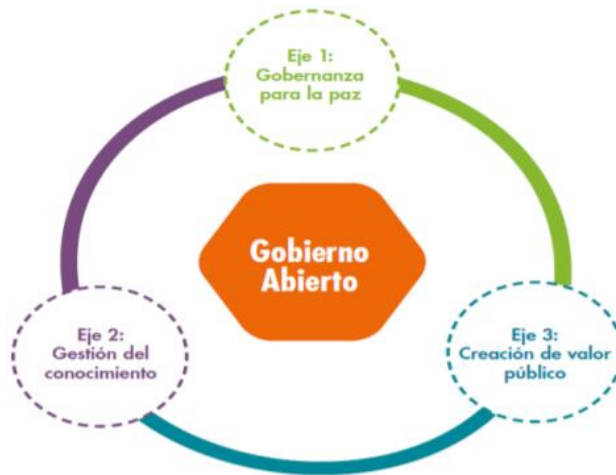 Eje 1:
Gobernanza
para la paz
Gobierno
Abierto
Eje 2:
Gestión del
conocimiento
Eje 3:
Creación de valor
público